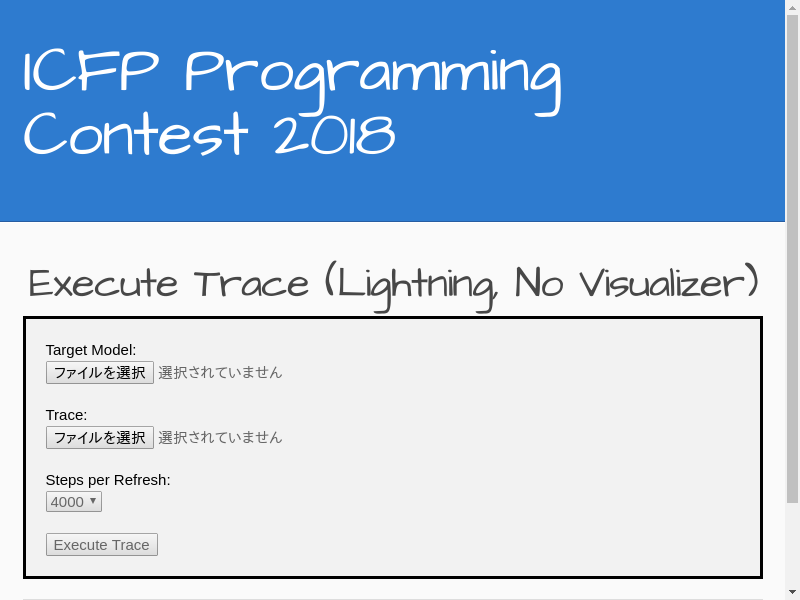 ICFP Programming
Contest 2018
Execute Trace (Lightning, No Visualizer)
Target Model:
ファイルを選択 選択されていません
Trace:
ファイルを選択 選択されていません
Steps per Refresh:
4000
Execute Trace